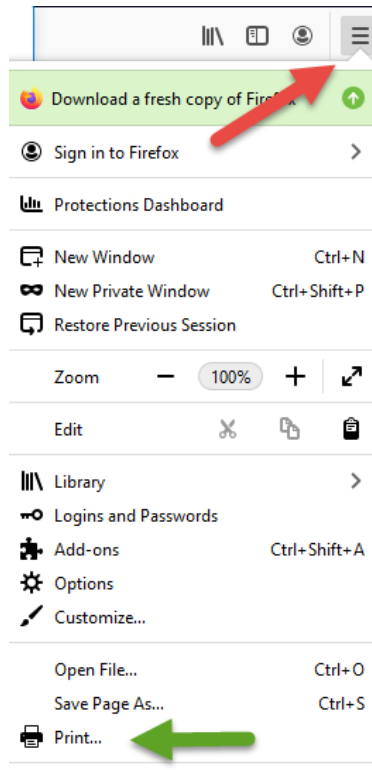 Download a fresh copy of Firefox
Sign in to Firefox
Protections Dashboard
New Window Ctrl+N
New Private Window Ctrl+Shift+P
Restore Previous Session
Zoom 100%
Edit
Library
Logins and Passwords
Add-ons Ctrl+Shift+A
Options
Customize...
Open File... Ctrl+O
Save Page As... Ctrl+S
Print...